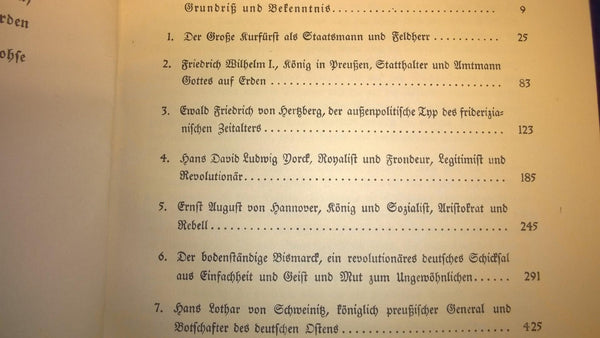 rden
ohse
Grundriß und Bekenntnis 9
1. Der Große Kurfürst als Staatsmann und Feldherr 25
2. Friedrich Wilhelm I., König in Preußen, Statthalter und Amtmann
Gottes auf Erden 83
3. Ewald Friedrich von Hertzberg, der außenpolitische Typ des friderizia-
nischen Zeitalters 123
4. Hans David Ludwig Yorck, Royalist und Frondeur, Legitimist und
Revolutionär 185
5. Ernst August von Hannover, König und Sozialist, Aristokrat und
Rebell 245
6. Der bodenständige Bismarck, ein revolutionäres deutsches Schicksal
aus Einfachheit und Geist und Mut zum Ungewöhnlichen 291
7. Hans Lothar von Schweinitz, königlich preußischer General und
Botschafter des deutschen Ostens 425